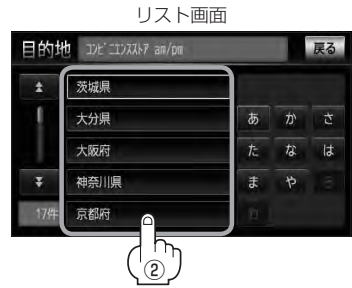 リスト画面
目的地 コンビニエンスストア am/pm 戻る
茨城県
大分県 あ か さ
大阪府 た な は
神奈川県 ま や
17件 京都府
②